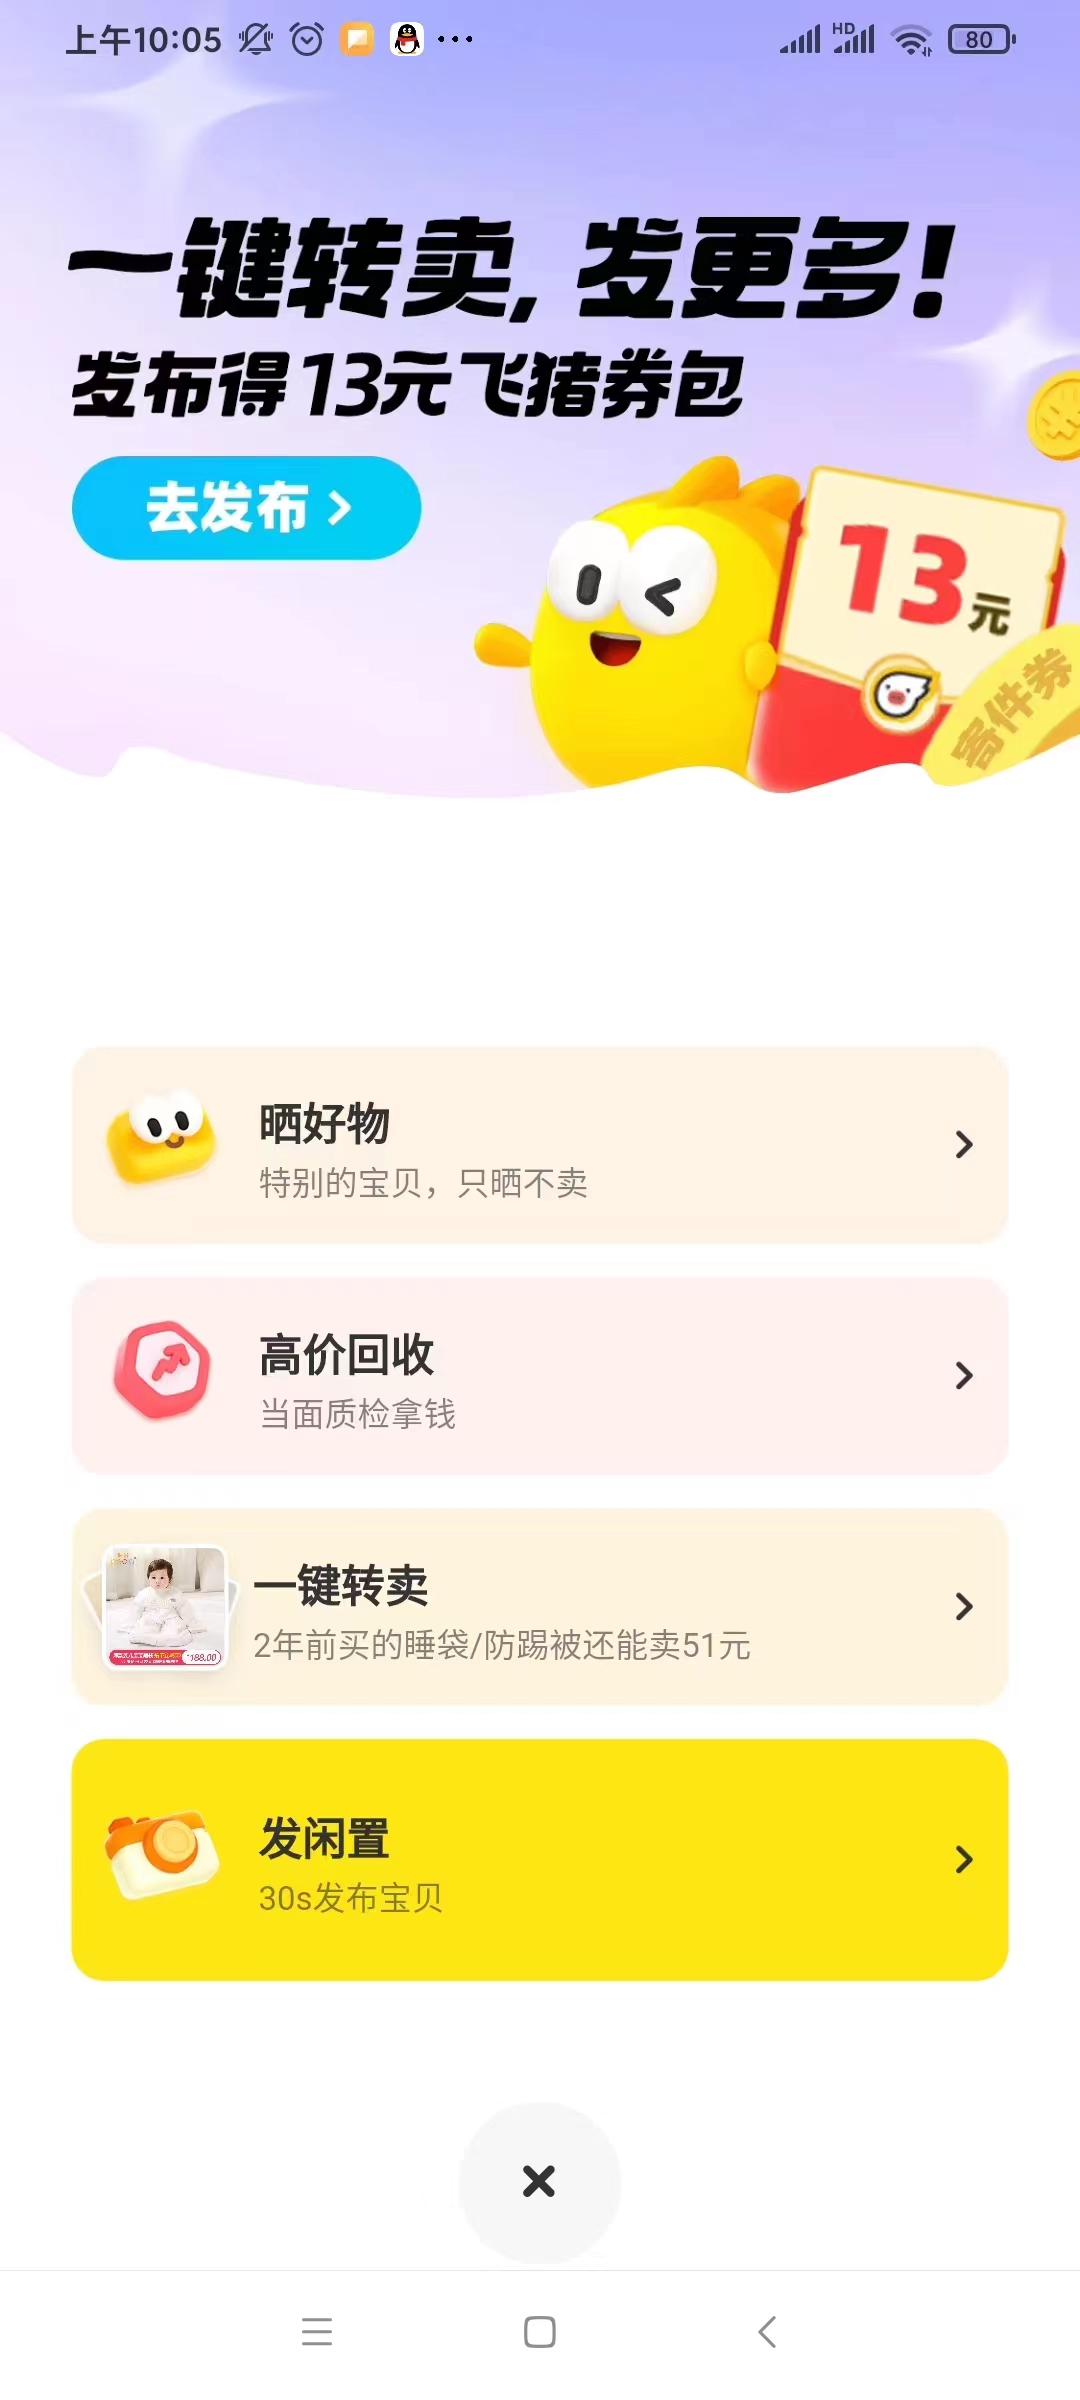 上午10:05
HD
80
一键转卖,发更多!
发布得13元飞猪券包
去发布
13元
寄件券
晒好物
特别的宝贝，只晒不卖
高价回收
当面质检拿钱
一键转卖
2年前买的睡袋/防踢被还能卖51元
188.00
发闲置
30s发布宝贝